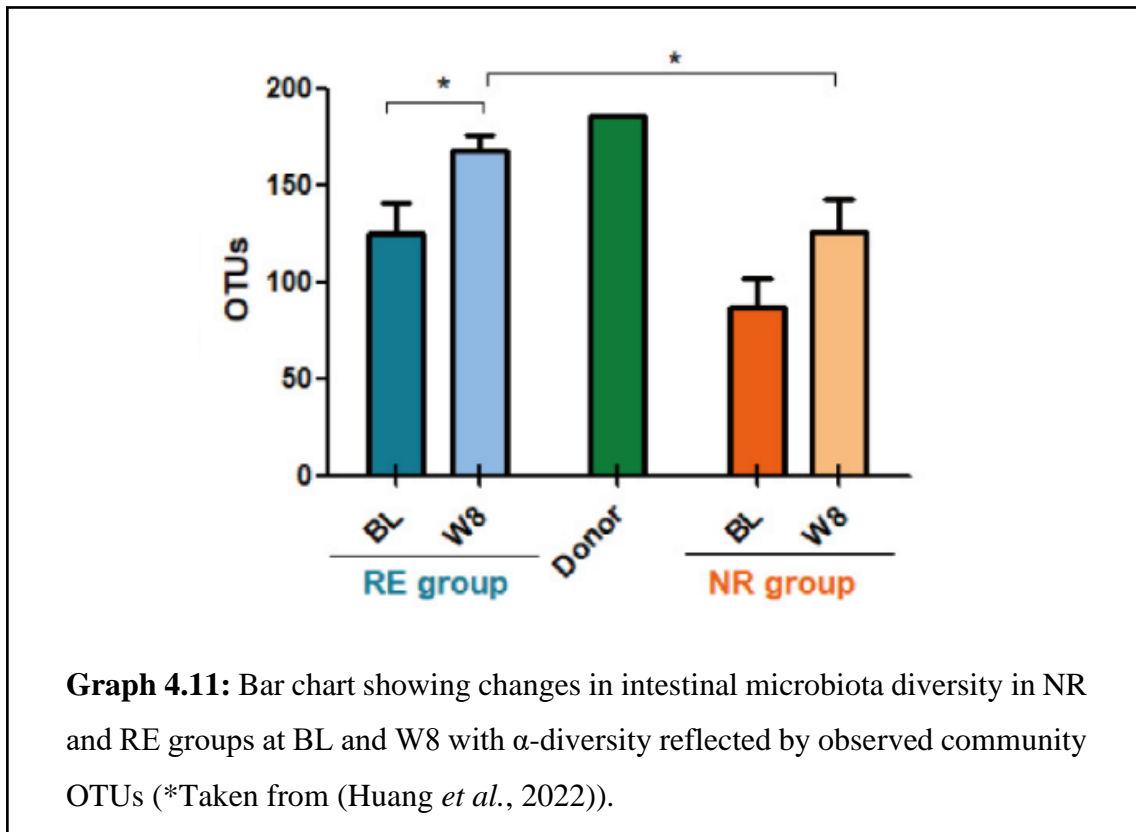 *
*
200
150
100
50
0
OTUs
BL
W8
Donor
BL
W8
RE group
NR group
Graph 4.11: Bar chart showing changes in intestinal microbiota diversity in NR
and RE groups at BL and W8 with α-diversity reflected by observed community
OTUs (*Taken from (Huang et al., 2022)).